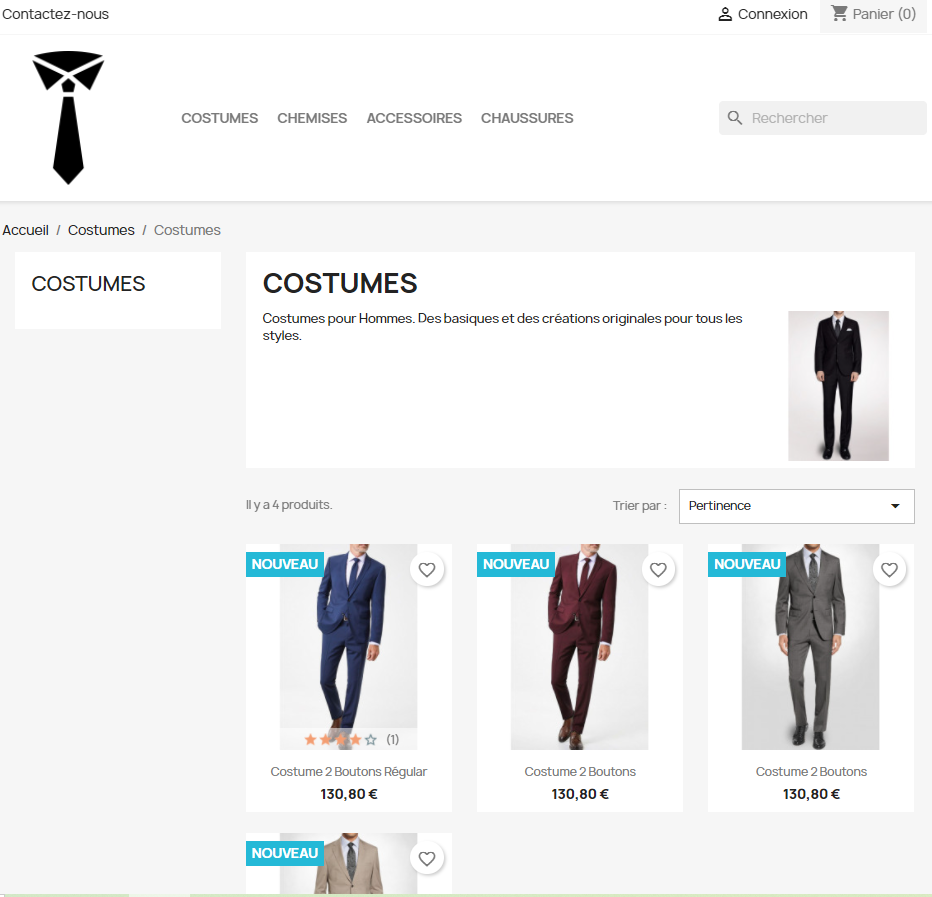 Contactez-nous
Connexion
Panier (0)
COSTUMES CHEMISES ACCESSOIRES CHAUSSURES
Rechercher
Accueil / Costumes / Costumes
COSTUMES
COSTUMES
Costumes pour Hommes. Des basiques et des créations originales pour tous les
styles.
Il y a 4 produits.
Trier par :
Pertinence
NOUVEAU
NOUVEAU
NOUVEAU
(1)
Costume 2 Boutons Régular
130,80 €
Costume 2 Boutons
130,80 €
Costume 2 Boutons
130,80 €
NOUVEAU